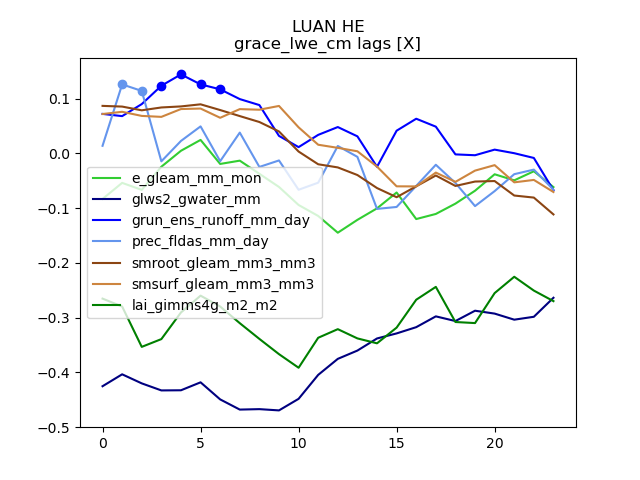 LUAN HE
grace_lwe_cm lags [X]
0.1
0.0
−0.1
−0.2
−0.3
−0.4
−0.5
e_gleam_mm_mon
glws2_gwater_mm
grun_ens_runoff_mm_day
prec_fldas_mm_day
smroot_gleam_mm3_mm3
smsurf_gleam_mm3_mm3
lai_gimms4g_m2_m2
0 5 10 15 20